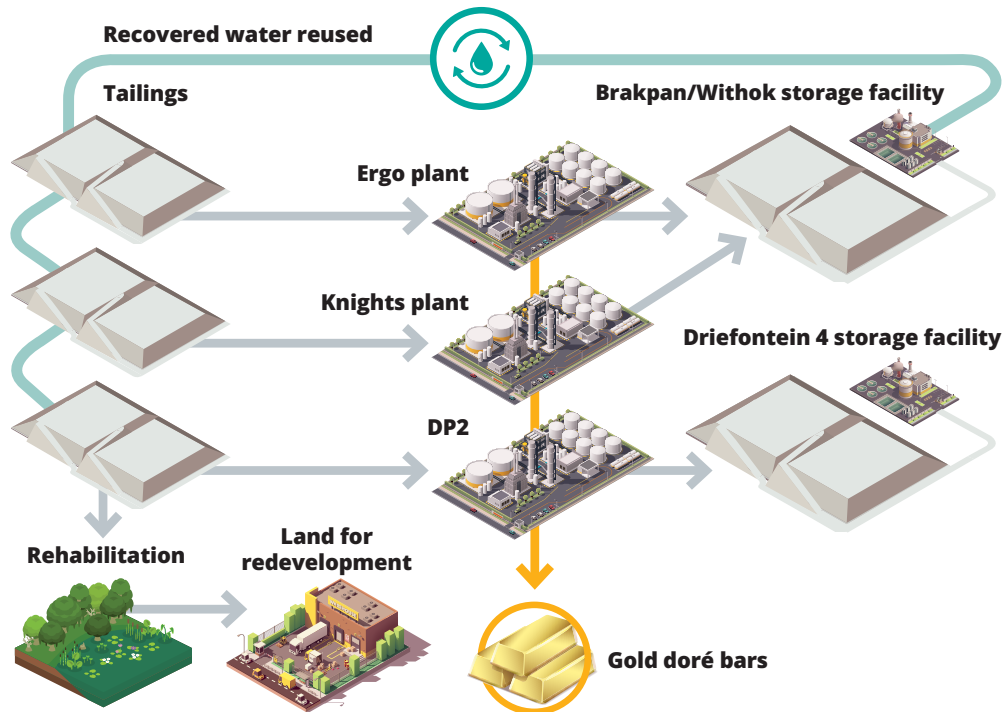 Recovered water reused
Tailings
Brakpan/Withok storage facility
Ergo plant
Knights plant
Driefontein 4 storage facility
DP2
Rehabilitation
Land for
redevelopment
Gold doré bars